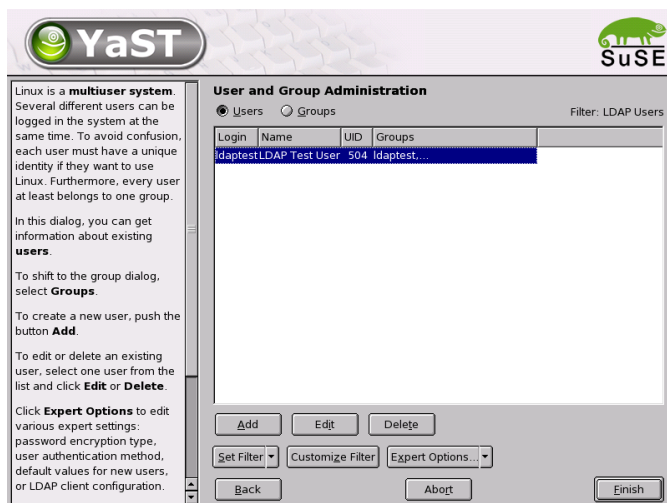 YaST
SuSE
Linux is a multiuser system.
Several different users can be
logged in the system at the
same time. To avoid confusion,
each user must have a unique
identity if they want to use
Linux. Furthermore, every user
at least belongs to one group.
In this dialog, you can get
information about existing
users.
To shift to the group dialog,
select Groups.
To create a new user, push the
button Add.
To edit or delete an existing
user, select one user from the
list and click Edit or Delete.
Click Expert Options to edit
various expert settings:
password encryption type,
user authentication method,
default values for new users,
or LDAP client configuration.
User and Group Administration
Users Groups Filter: LDAP Users
Login Name UID Groups
ldaptest LDAP Test User 504 ldaptest,...
Add Edit Delete
Set Filter Customize Filter Expert Options...
Back Abort Finish